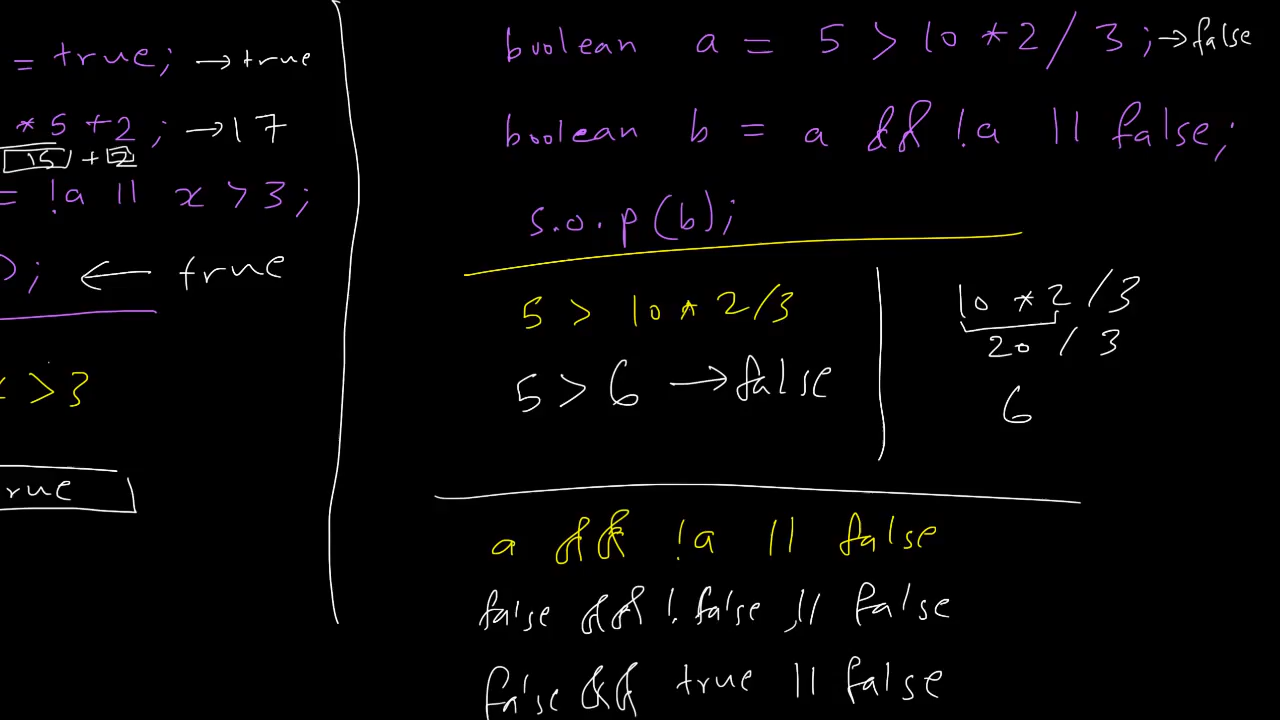 = true; → true
* 5 + 2 ; → 17
15 + 2
= !a || x > 3;
); ← true
> 3
rue
boolean a = 5 > 10 * 2 / 3 ; → false
boolean b = a && !a || false;
s.o.p(b);
5 > 10 * 2/3
5 > 6 → false
10 * 2 / 3
20 / 3
6
a && !a || false
false && !false || false
false && true || false